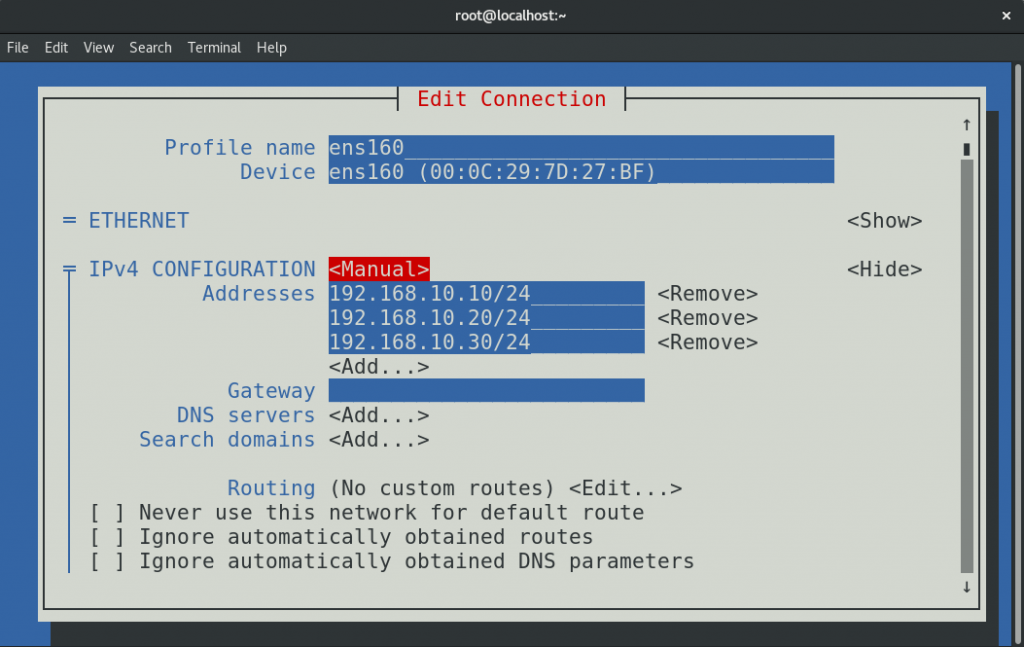 root@localhost:~ ×
File Edit View Search Terminal Help
Edit Connection
Profile name ens160
Device ens160 (00:0C:29:7D:27:BF)
= ETHERNET <Show>
= IPv4 CONFIGURATION <Manual> <Hide>
Addresses 192.168.10.10/24 <Remove>
192.168.10.20/24 <Remove>
192.168.10.30/24 <Remove>
<Add...>
Gateway
DNS servers <Add...>
Search domains <Add...>
Routing (No custom routes) <Edit...>
[ ] Never use this network for default route
[ ] Ignore automatically obtained routes
[ ] Ignore automatically obtained DNS parameters